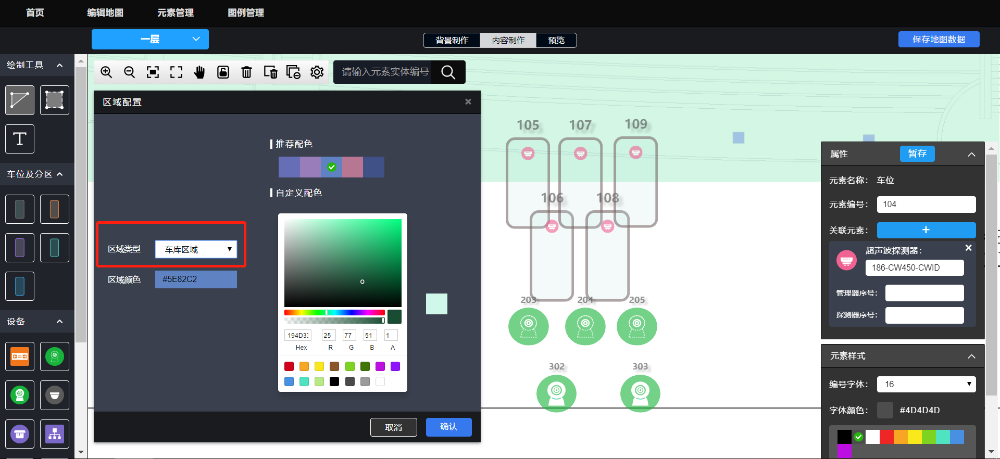 首页 编辑地图 元素管理 图例管理
一层 背景制作 内容制作 预览 保存地图数据
绘制工具
请输入元素实体编号
区域配置
推荐配色
自定义配色
区域类型 车库区域
区域颜色 #5E82C2
194D33 25 77 51 1
Hex R G B A
取消 确认
T
车位及分区
设备
105 107 109
106 108
203 204 205
302 303
属性 暂存
元素名称: 车位
元素编号: 104
关联元素: +
超声波探测器:
186-CW450-CWID
管理器序号:
探测器序号:
元素样式
编号字体: 16
字体颜色: #4D4D4D